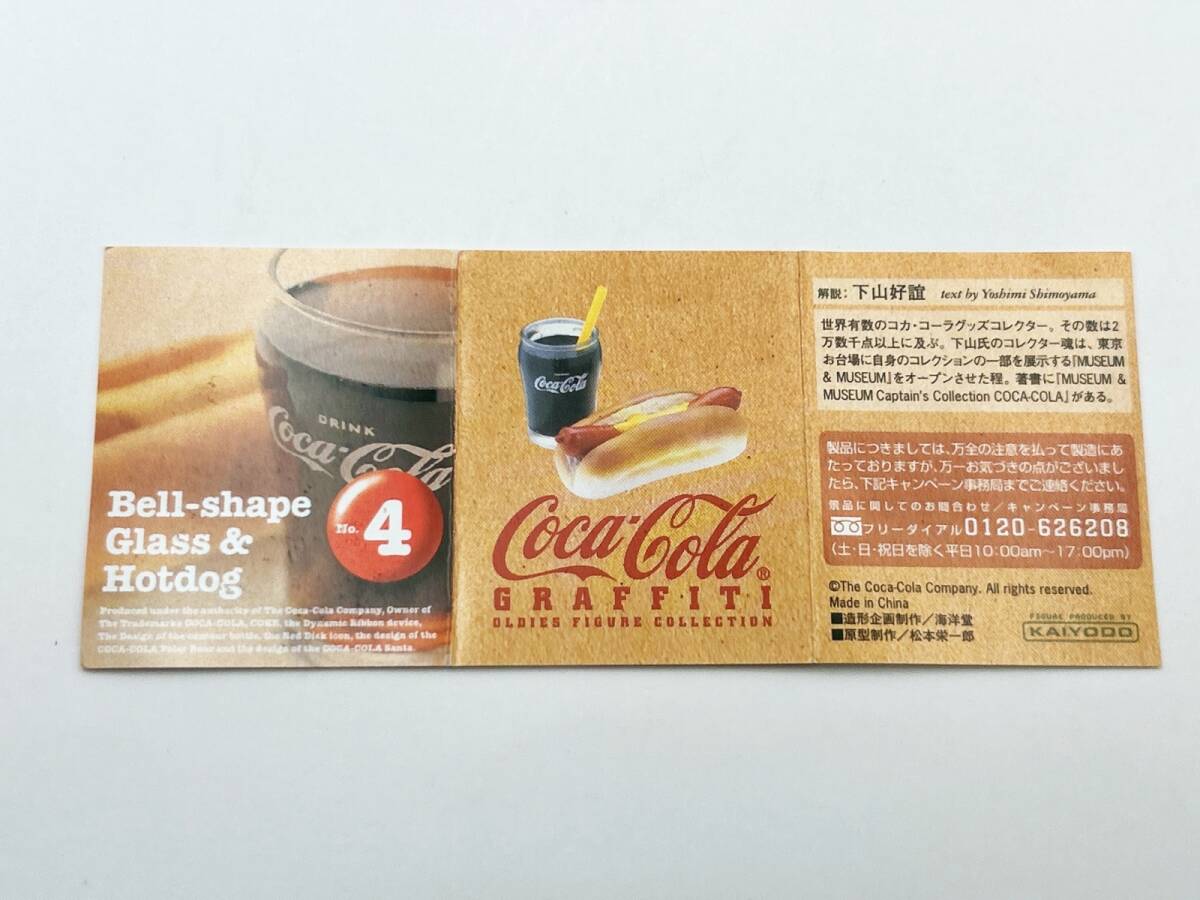 DRINK
Coca-Cola
Bell-shape
Glass &
Hotdog
No. 4
Produced under the authority of The Coca-Cola Company, Owner of
The Trademarks COCA-COLA, COKE, the Dynamic Ribbon device,
The Design of the contour bottle, the Red Disk icon, the design of the
COCA-COLA Polar Bear and the design of the COCA-COLA Santa.
Coca-Cola
Coca-Cola®
GRAFFITI
OLDIES FIGURE COLLECTION
解説：下山好誼 text by Yoshimi Shimoyama
世界有数のコカ・コーラグッズコレクター。その数は2
万数千点以上に及ぶ。下山氏のコレクター魂は、東京
お台場に自身のコレクションの一部を展示する『MUSEUM
& MUSEUM』をオープンさせた程。著書に『MUSEUM &
MUSEUM Captain's Collection COCA-COLA』がある。
製品につきましては、万全の注意を払って製造にあ
たっておりますが、万一お気づきの点がございまし
たら、下記キャンペーン事務局までご連絡ください。
景品に関してのお問合わせ／キャンペーン事務局
フリーダイアル0120-626208
（土・日・祝日を除く平日10:00am〜17:00pm）
©The Coca-Cola Company. All rights reserved.
Made in China
■造形企画制作／海洋堂
■原型制作／松本栄一郎
FIGURE PRODUCED BY
KAIYODO